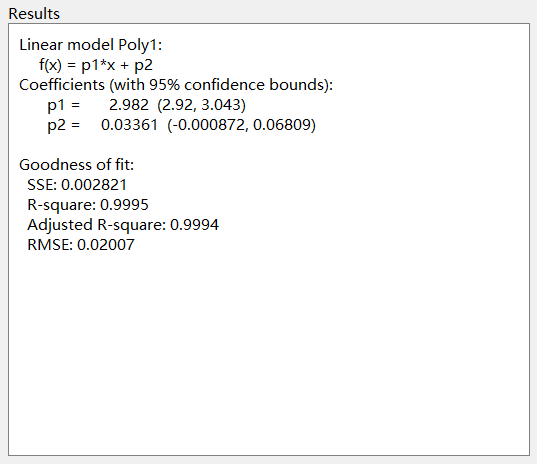 Results
Linear model Poly1:
f(x) = p1*x + p2
Coefficients (with 95% confidence bounds):
p1 = 2.982 (2.92, 3.043)
p2 = 0.03361 (-0.000872, 0.06809)
Goodness of fit:
SSE: 0.002821
R-square: 0.9995
Adjusted R-square: 0.9994
RMSE: 0.02007